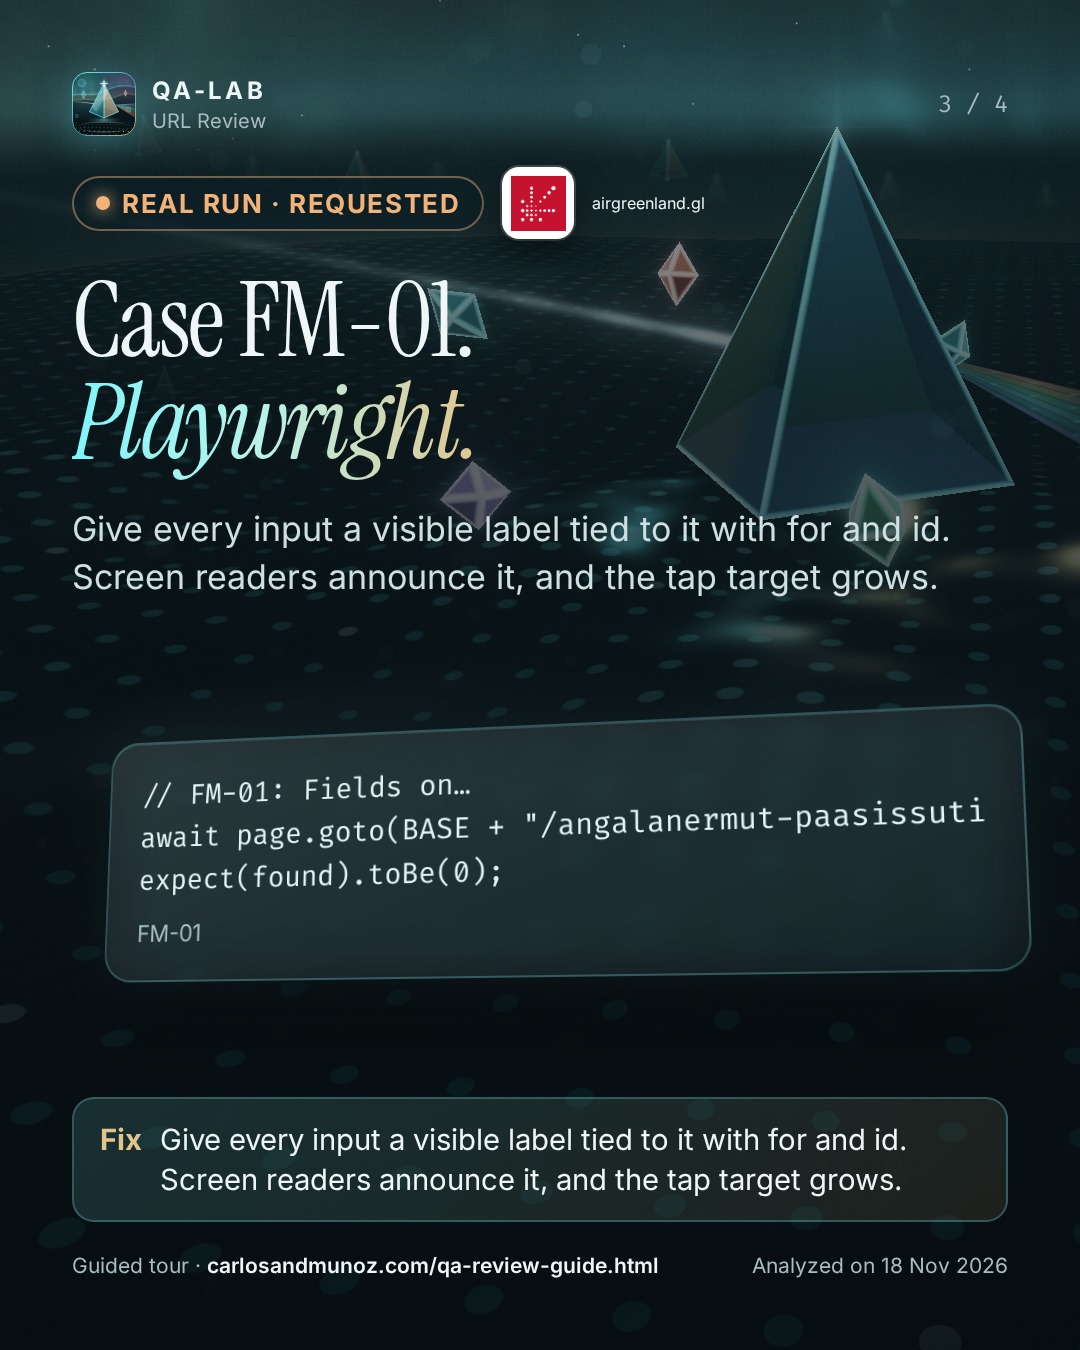 QA-LAB
URL Review
3 / 4
REAL RUN · REQUESTED
airgreenland.gl
Case FM-01.
Playwright.
Give every input a visible label tied to it with for and id.
Screen readers announce it, and the tap target grows.
// FM-01: Fields on…
await page.goto(BASE + "/angalanermut-paasissuti
expect(found).toBe(0);
FM-01
Fix Give every input a visible label tied to it with for and id.
Screen readers announce it, and the tap target grows.
Guided tour · carlosandmunoz.com/qa-review-guide.html
Analyzed on 18 Nov 2026